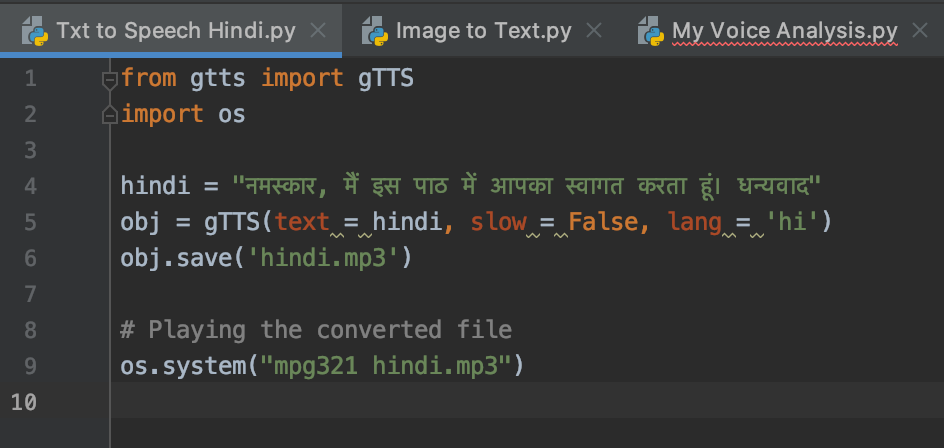 Txt to Speech Hindi.py × Image to Text.py × My Voice Analysis.py ×
1 from gtts import gTTS
2 import os
3
4 hindi = "नमस्कार, मैं इस पाठ में आपका स्वागत करता हूं। धन्यवाद"
5 obj = gTTS(text = hindi, slow = False, lang = 'hi')
6 obj.save('hindi.mp3')
7
8 # Playing the converted file
9 os.system("mpg321 hindi.mp3")
10